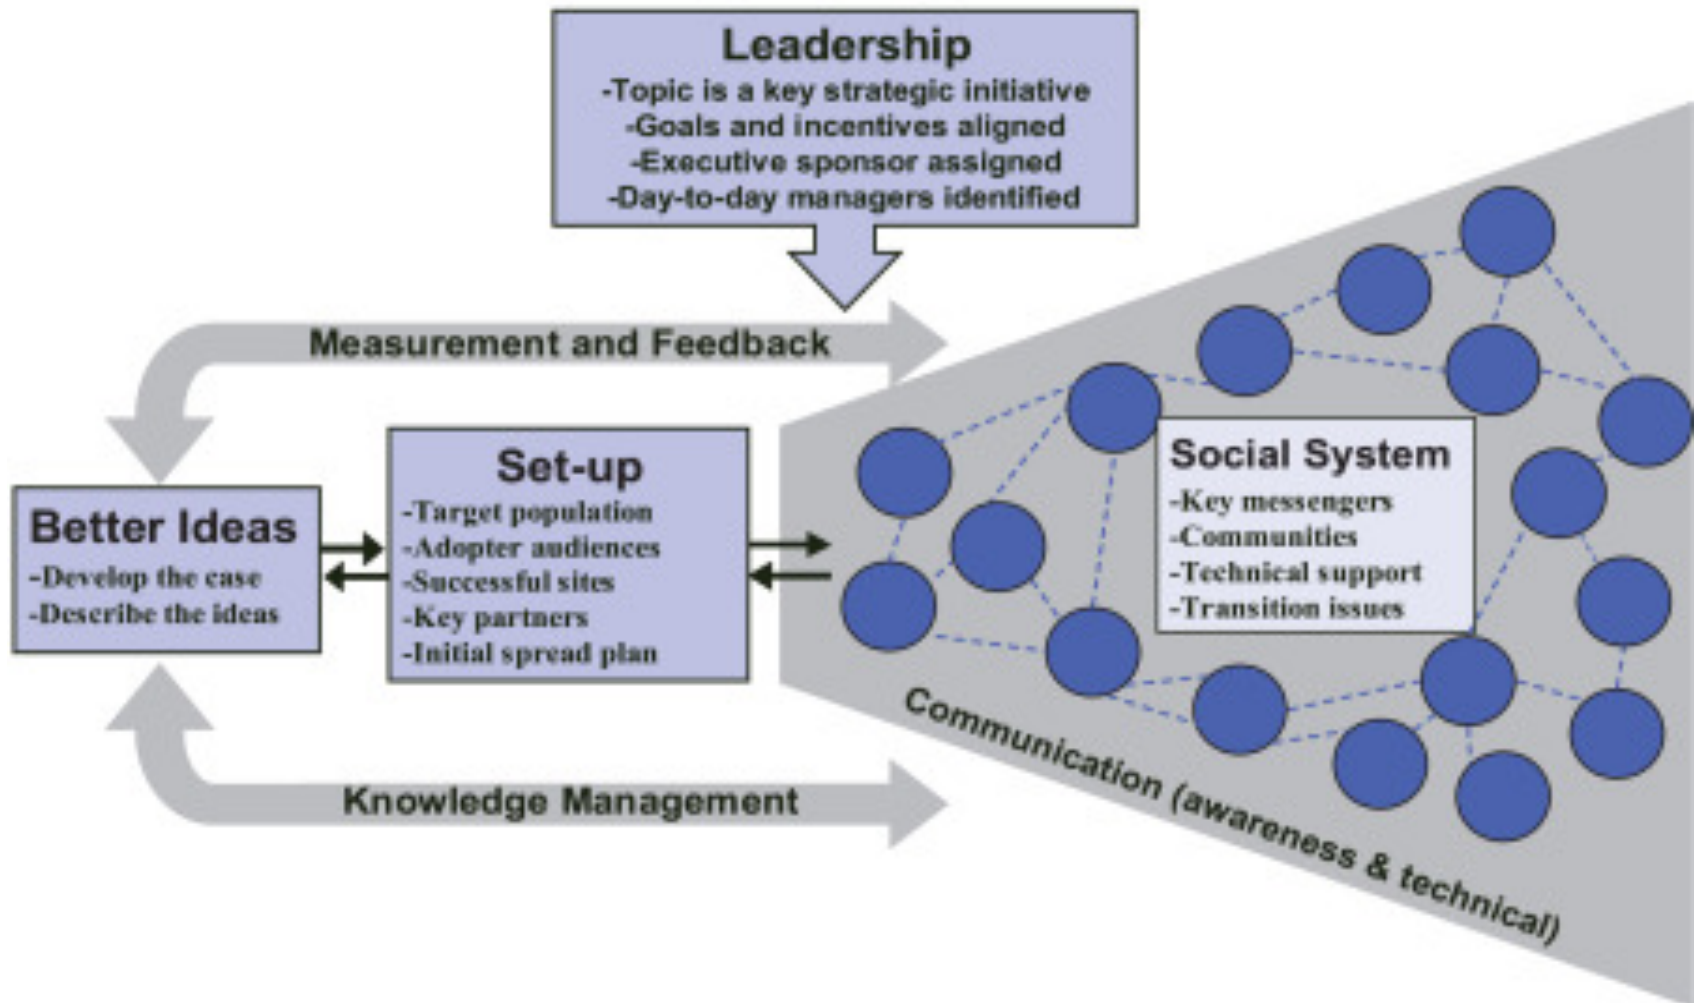 Leadership
-Topic is a key strategic initiative
-Goals and incentives aligned
-Executive sponsor assigned
-Day-to-day managers identified
Measurement and Feedback
Better Ideas
-Develop the case
-Describe the ideas
Set-up
-Target population
-Adopter audiences
-Successful sites
-Key partners
-Initial spread plan
Social System
-Key messengers
-Communities
-Technical support
-Transition issues
Knowledge Management
Communication (awareness & technical)